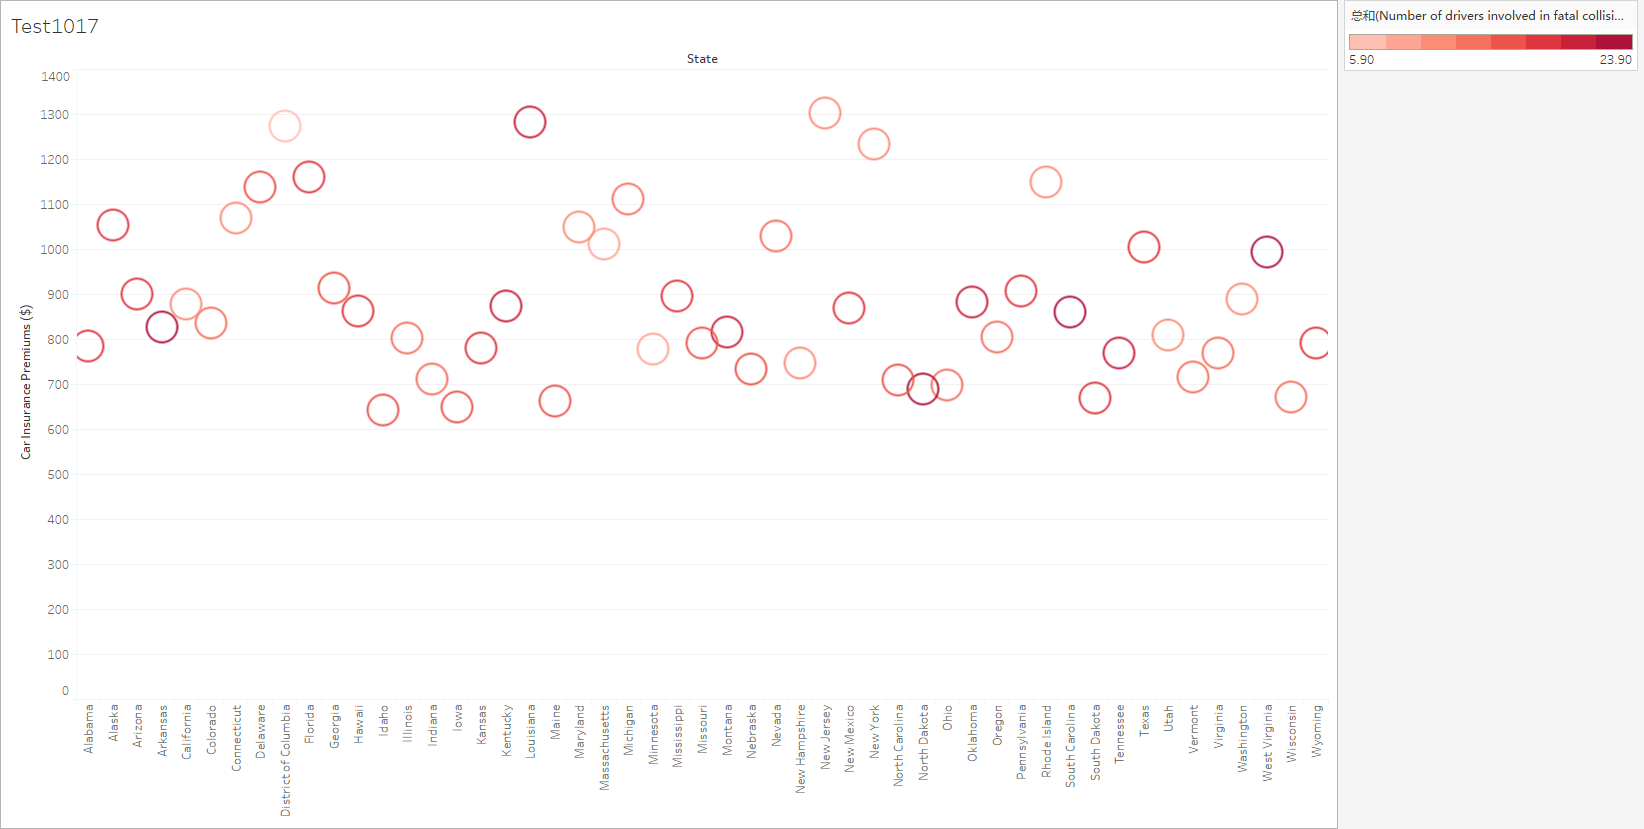 Test1017
总和(Number of drivers involved in fatal collisi...
5.90 23.90
State
Car Insurance Premiums ($)
1400
1300
1200
1100
1000
900
800
700
600
500
400
300
200
100
0
Alabama
Alaska
Arizona
Arkansas
California
Colorado
Connecticut
Delaware
District of Columbia
Florida
Georgia
Hawaii
Idaho
Illinois
Indiana
Iowa
Kansas
Kentucky
Louisiana
Maine
Maryland
Massachusetts
Michigan
Minnesota
Mississippi
Missouri
Montana
Nebraska
Nevada
New Hampshire
New Jersey
New Mexico
New York
North Carolina
North Dakota
Ohio
Oklahoma
Oregon
Pennsylvania
Rhode Island
South Carolina
South Dakota
Tennessee
Texas
Utah
Vermont
Virginia
Washington
West Virginia
Wisconsin
Wyoming